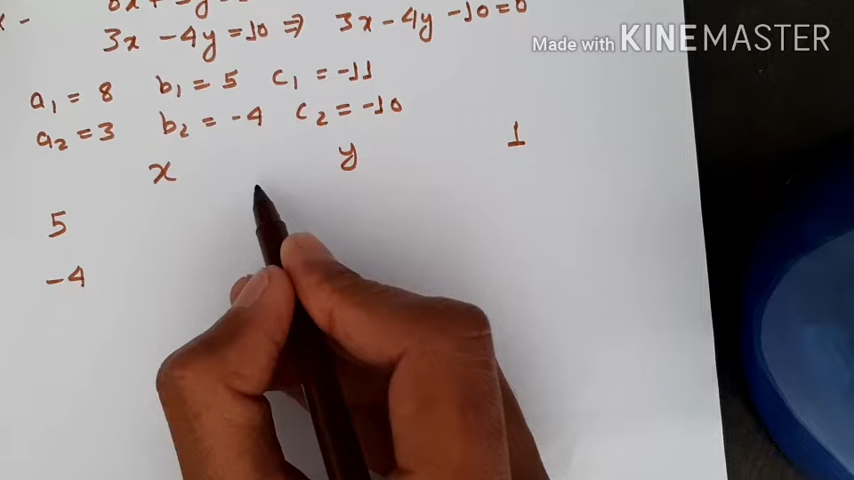 3x - 4y = 10 ⇒ 3x - 4y - 10 = 0
Made with KINEMASTER
a₁ = 8 b₁ = 5 c₁ = -11
a₂ = 3 b₂ = -4 c₂ = -10
x y 1
5
-4